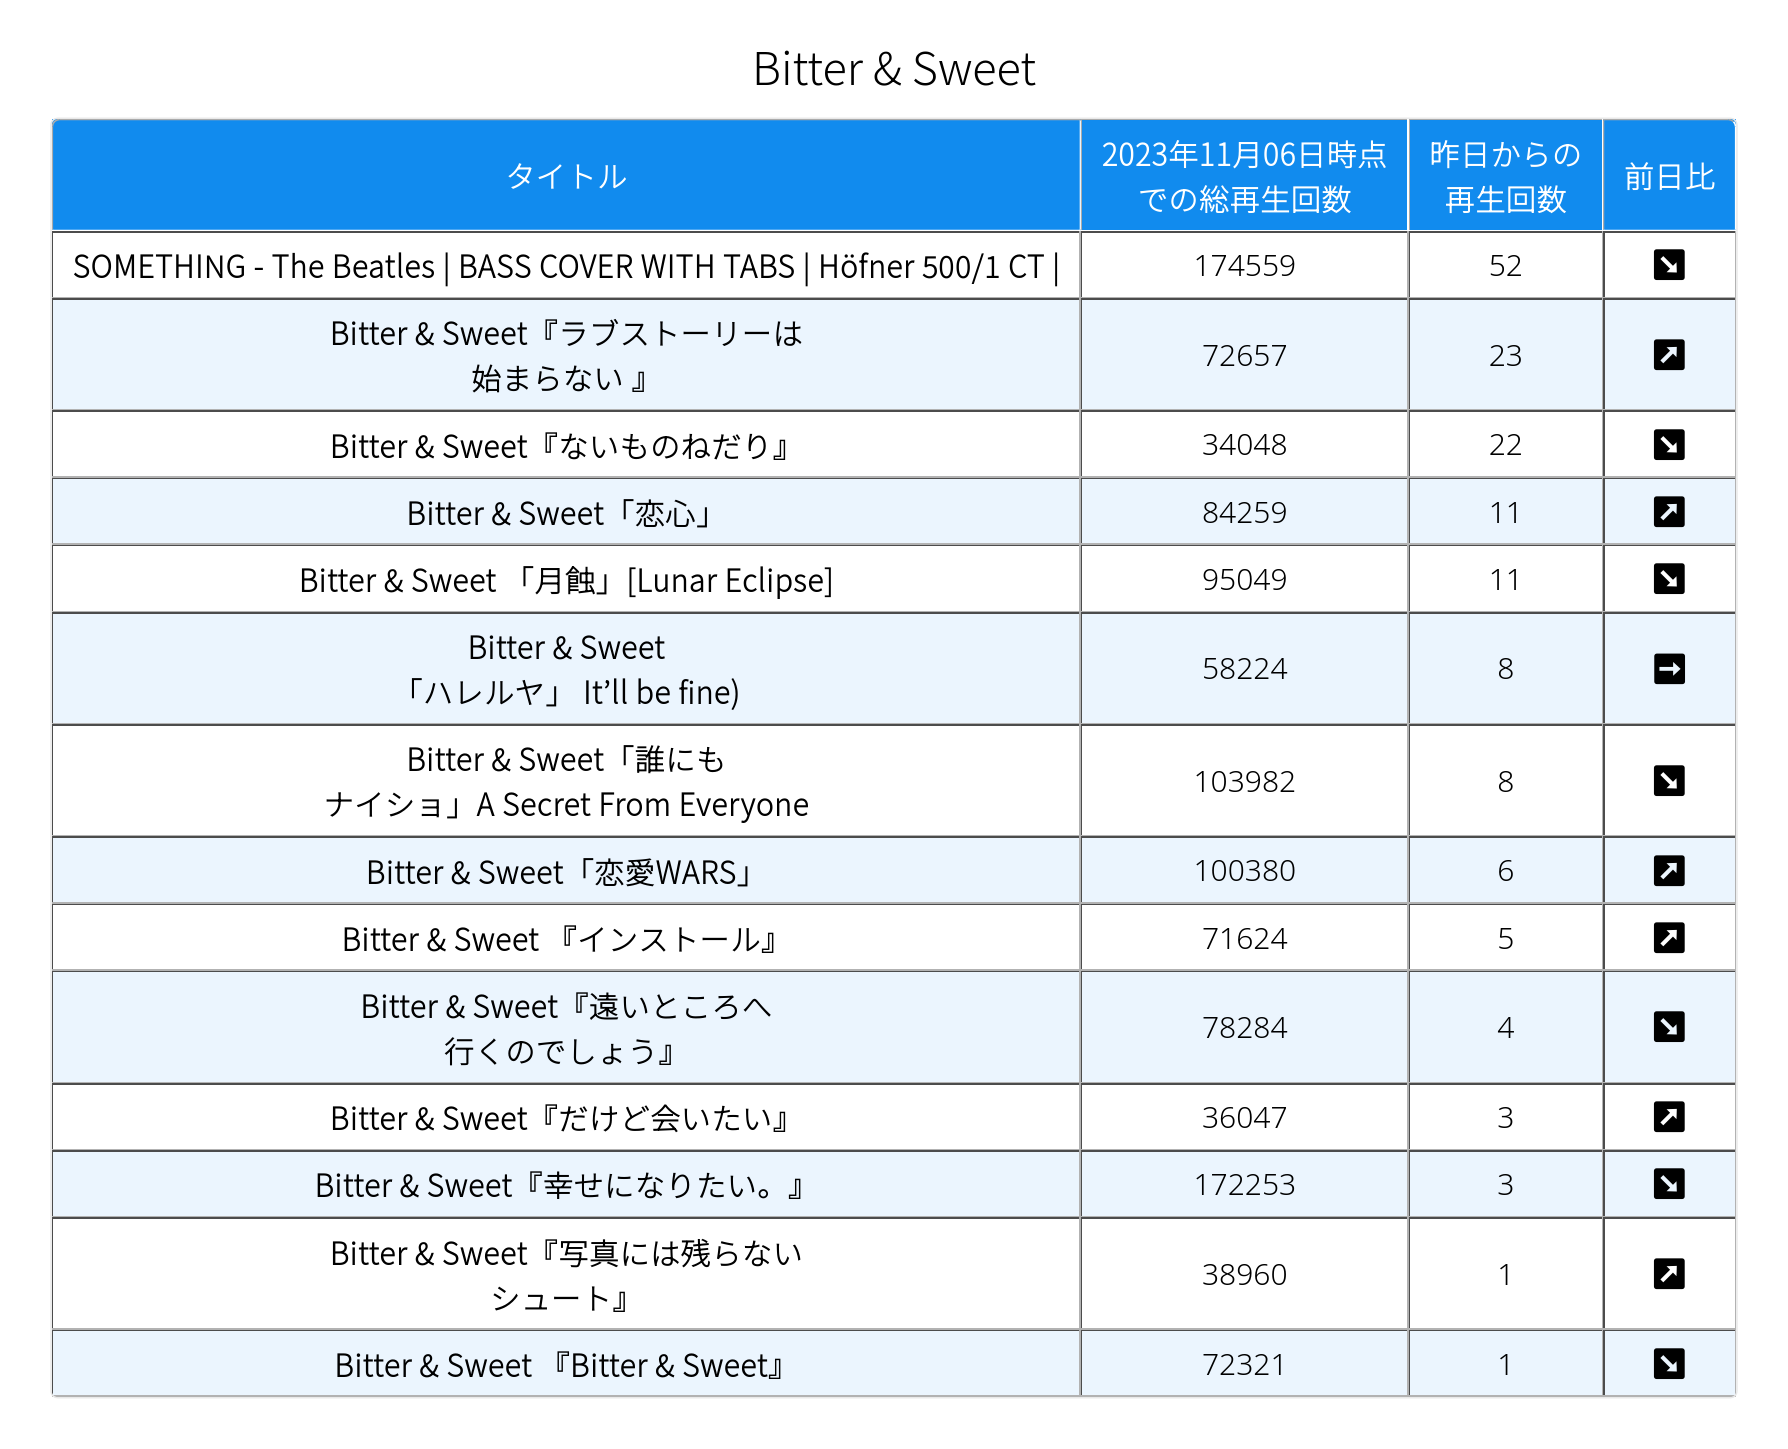 Bitter & Sweet
タイトル
2023年11月06日時点
での総再生回数
昨日からの
再生回数
前日比
SOMETHING - The Beatles | BASS COVER WITH TABS | Höfner 500/1 CT |
174559
52
Bitter & Sweet『ラブストーリーは
始まらない 』
72657
23
Bitter & Sweet『ないものねだり』
34048
22
Bitter & Sweet「恋心」
84259
11
Bitter & Sweet 「月蝕」[Lunar Eclipse]
95049
11
Bitter & Sweet
「ハレルヤ」 It’ll be fine)
58224
8
Bitter & Sweet「誰にも
ナイショ」A Secret From Everyone
103982
8
Bitter & Sweet「恋愛WARS」
100380
6
Bitter & Sweet 『インストール』
71624
5
Bitter & Sweet『遠いところへ
行くのでしょう』
78284
4
Bitter & Sweet『だけど会いたい』
36047
3
Bitter & Sweet『幸せになりたい。』
172253
3
Bitter & Sweet『写真には残らない
シュート』
38960
1
Bitter & Sweet 『Bitter & Sweet』
72321
1